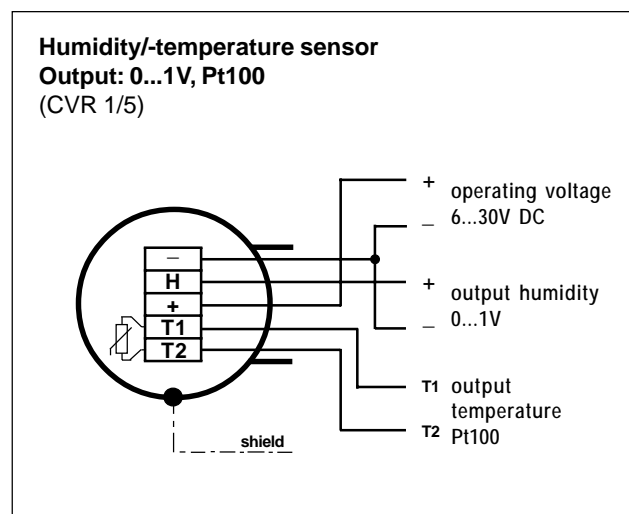 Humidity/-temperature sensor
Output: 0...1V, Pt100
(CVR 1/5)
–
H
+
T1
T2
shield
+
operating voltage
– 6...30V DC
+
output humidity
– 0...1V
T1 output
temperature
T2 Pt100